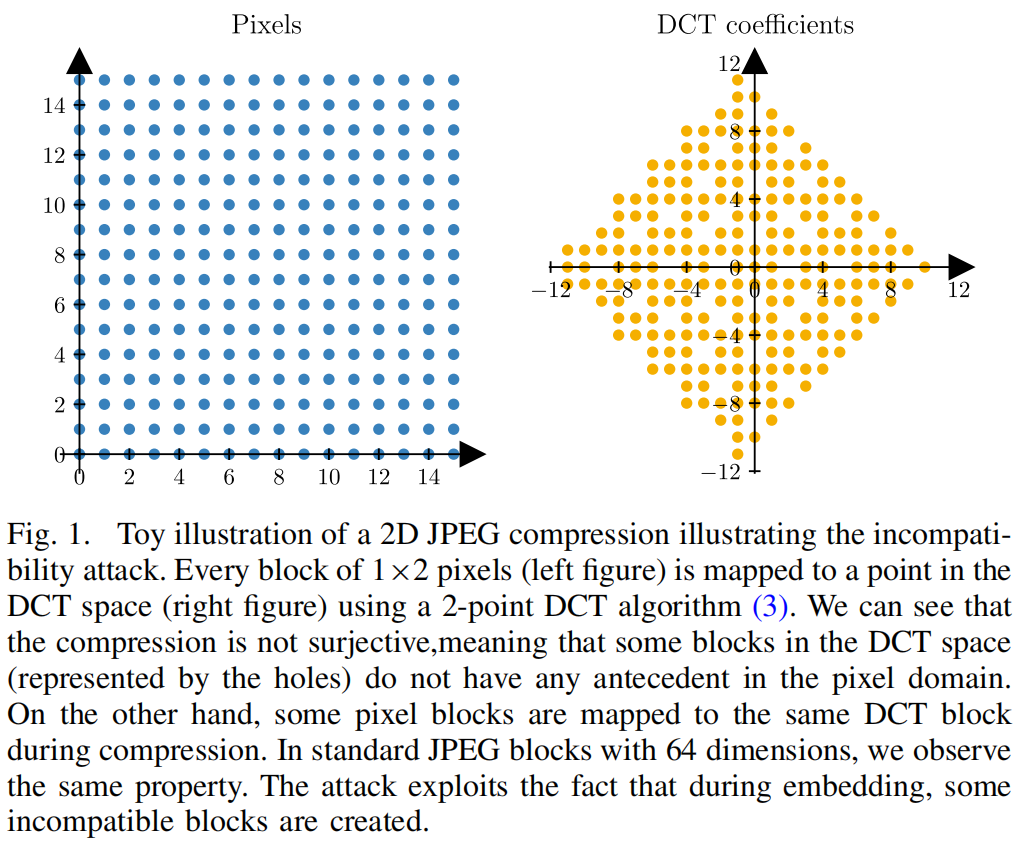 Pixels
DCT coefficients
14
12
10
8
6
4
2
0
0 2 4 6 8 10 12 14
12
8
4
0
−4
−8
−12
−12 −8 −4 0 4 8 12
Fig. 1. Toy illustration of a 2D JPEG compression illustrating the incompati-
bility attack. Every block of 1×2 pixels (left figure) is mapped to a point in the
DCT space (right figure) using a 2-point DCT algorithm (3). We can see that
the compression is not surjective,meaning that some blocks in the DCT space
(represented by the holes) do not have any antecedent in the pixel domain.
On the other hand, some pixel blocks are mapped to the same DCT block
during compression. In standard JPEG blocks with 64 dimensions, we observe
the same property. The attack exploits the fact that during embedding, some
incompatible blocks are created.